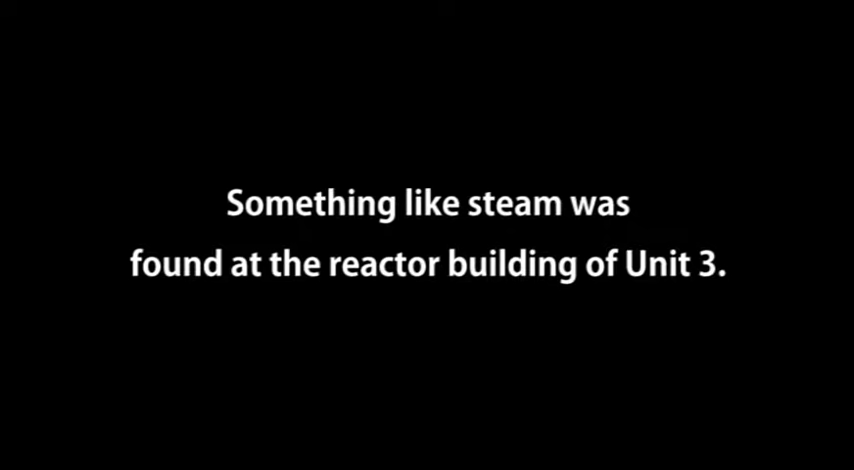 Something like steam was
found at the reactor building of Unit 3.